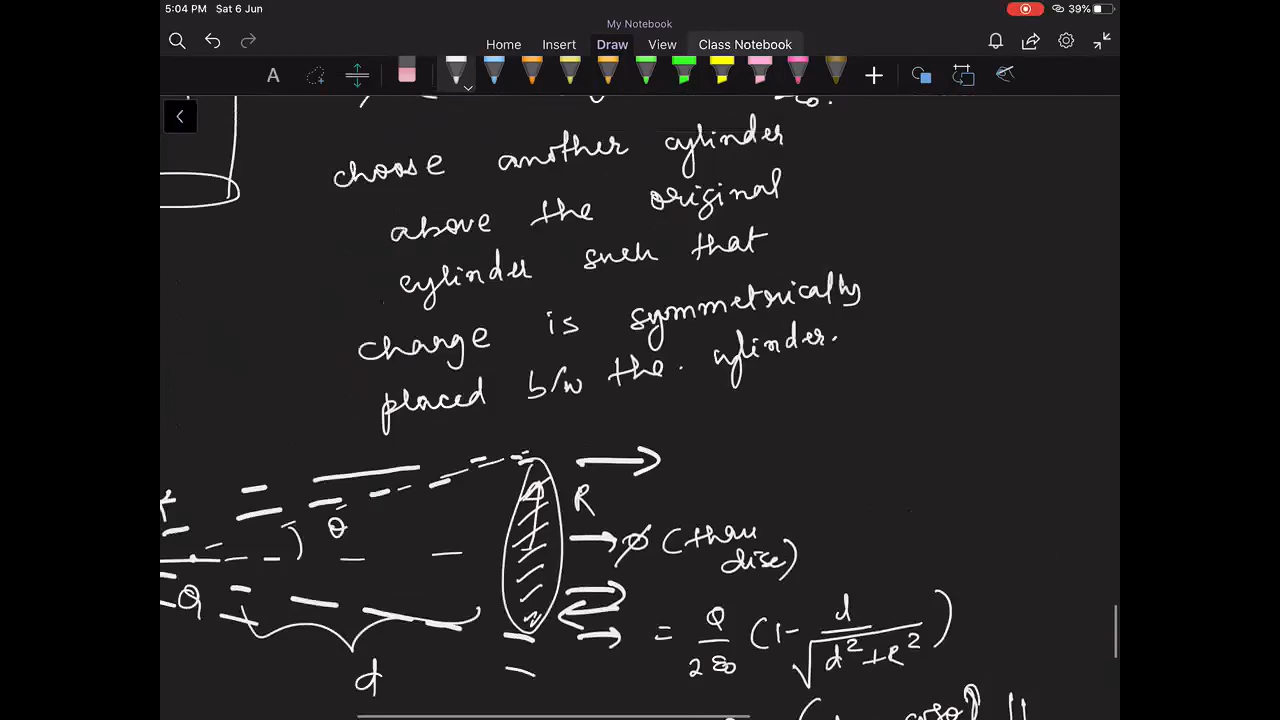 5:04 PM Sat 6 Jun
39%
My Notebook
Home Insert Draw View Class Notebook
A
choose another cylinder
above the original
cylinder such that
charge is symmetrically
placed b/w the. cylinder.
R
θ
ϕ (thru
disc)
Q
d
= Q/2ε0 (1 - d/√(d²+R²))